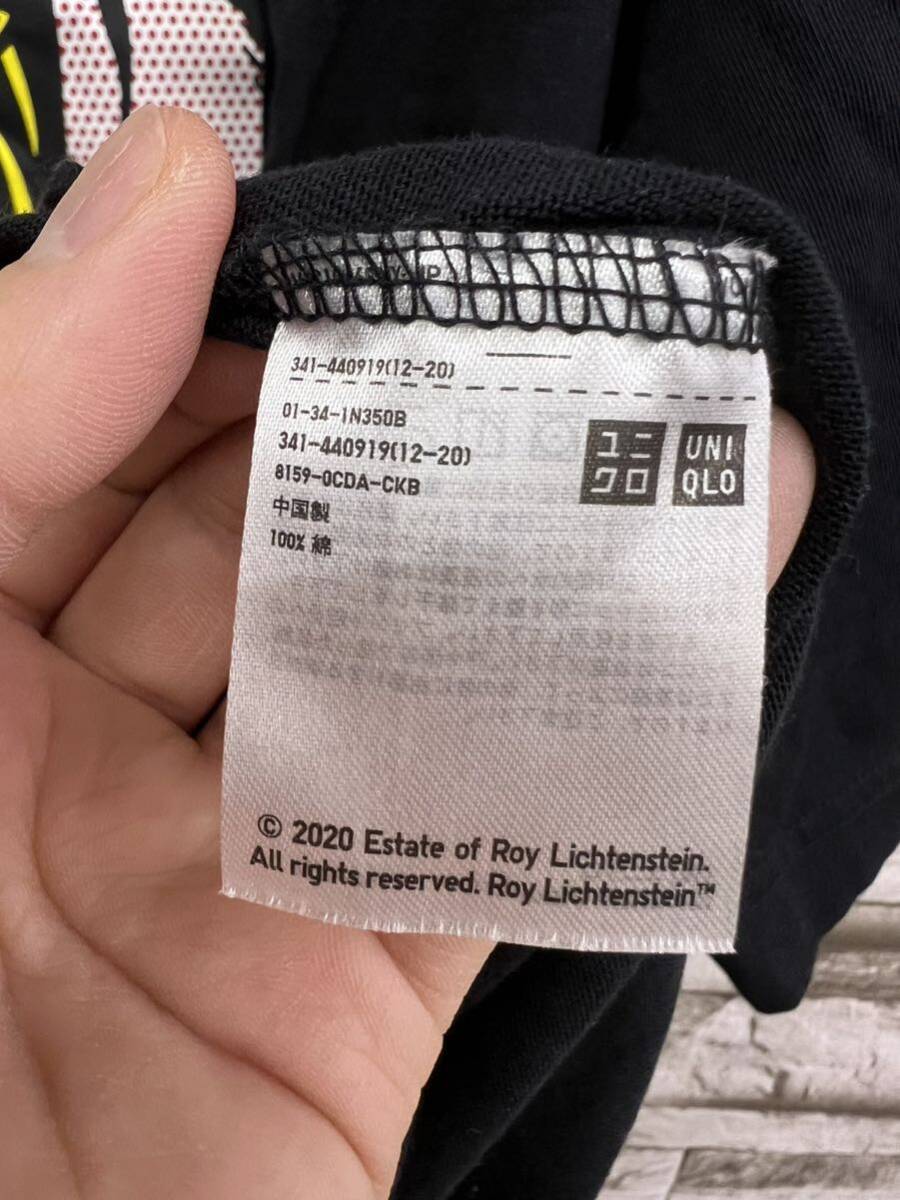 341-440919(12-20)
01-34-1N350B
341-440919(12-20)
8159-0CDA-CKB
中国製
100% 綿
ユニ
クロ
UNI
QLO
© 2020 Estate of Roy Lichtenstein.
All rights reserved. Roy Lichtenstein™